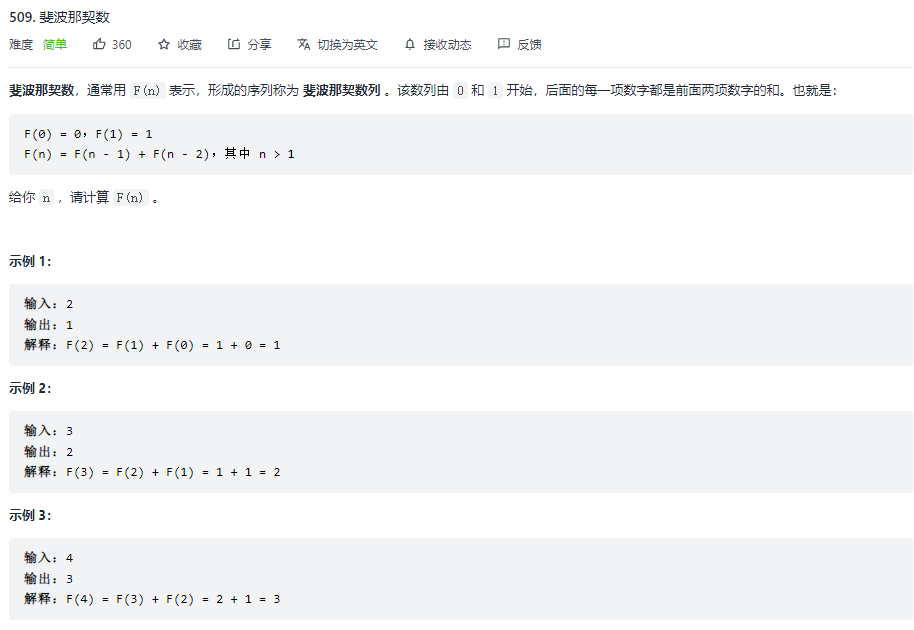 509. 斐波那契数
难度 简单 360 收藏 分享 切换为英文 接收动态 反馈
斐波那契数，通常用 F(n) 表示，形成的序列称为 斐波那契数列 。该数列由 0 和 1 开始，后面的每一项数字都是前面两项数字的和。也就是：
F(0) = 0，F(1) = 1
F(n) = F(n - 1) + F(n - 2)，其中 n > 1
给你 n ，请计算 F(n) 。
示例 1：
输入：2
输出：1
解释：F(2) = F(1) + F(0) = 1 + 0 = 1
示例 2：
输入：3
输出：2
解释：F(3) = F(2) + F(1) = 1 + 1 = 2
示例 3：
输入：4
输出：3
解释：F(4) = F(3) + F(2) = 2 + 1 = 3